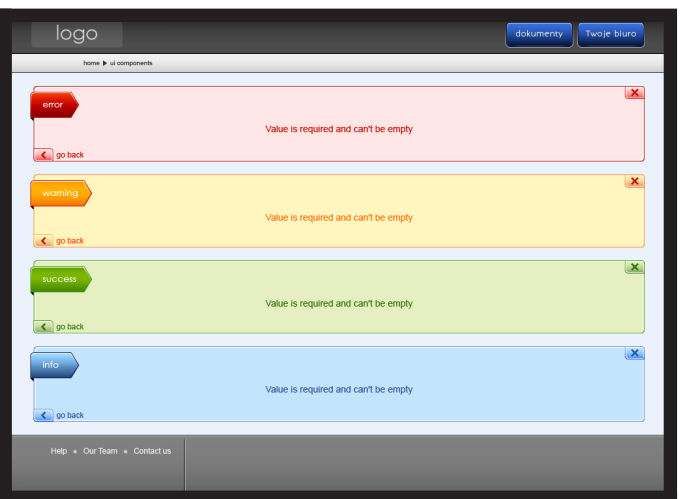 logo
dokumenty Twoje biuro
home ui components
error
Value is required and can't be empty
go back
warning
Value is required and can't be empty
go back
success
Value is required and can't be empty
go back
info
Value is required and can't be empty
go back
Help Our Team Contact us